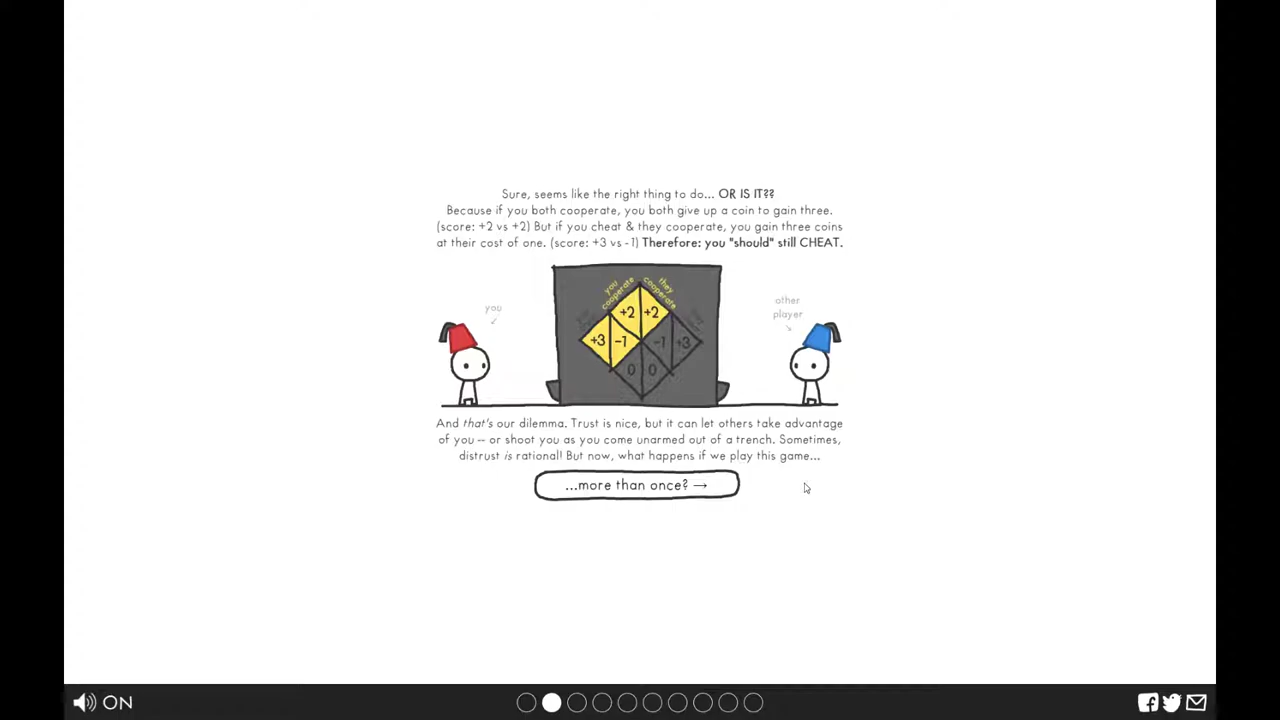 Sure, seems like the right thing to do... OR IS IT??
Because if you both cooperate, you both give up a coin to gain three.
(score: +2 vs +2) But if you cheat & they cooperate, you gain three coins
at their cost of one. (score: +3 vs -1) Therefore: you "should" still CHEAT.
you
other
player
you
cooperate
they
cooperate
+2 +2
+3 -1 -1 +3
0 0
And that's our dilemma. Trust is nice, but it can let others take advantage
of you -- or shoot you as you come unarmed out of a trench. Sometimes,
distrust is rational! But now, what happens if we play this game...
...more than once? →
ON